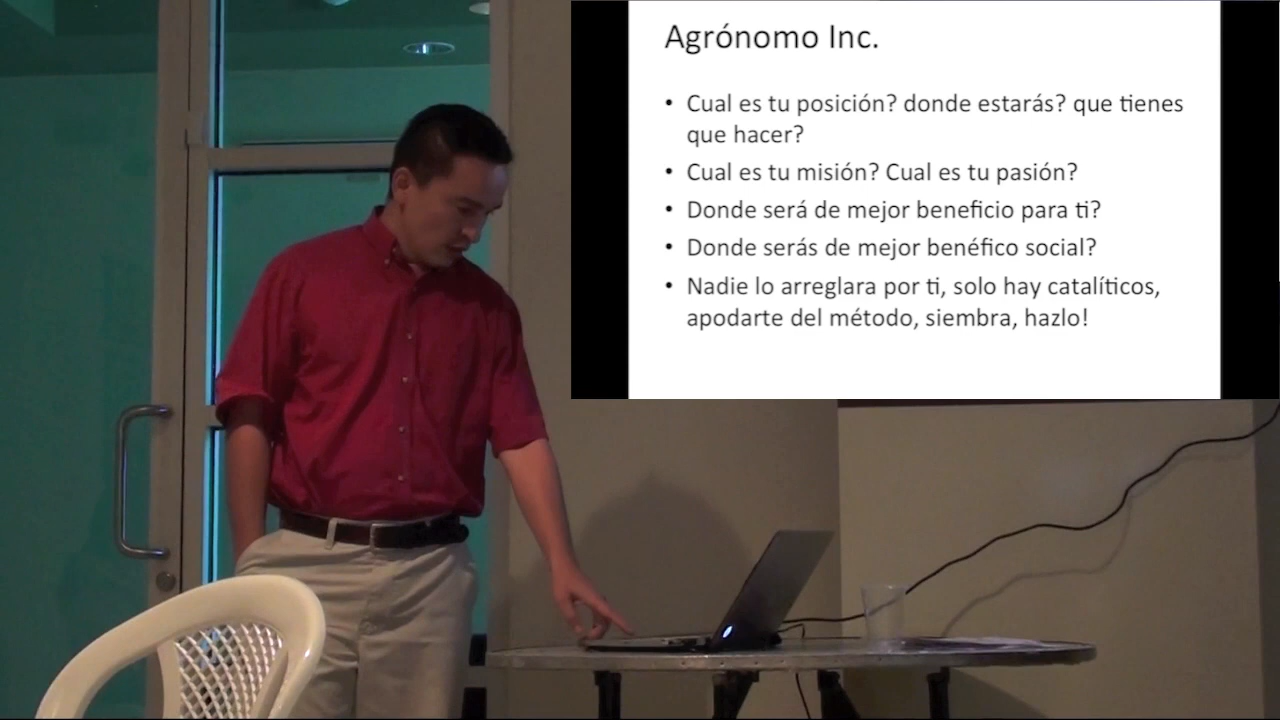 Agrónomo Inc.
• Cual es tu posición? donde estarás? que tienes
que hacer?
• Cual es tu misión? Cual es tu pasión?
• Donde será de mejor beneficio para ti?
• Donde serás de mejor benéfico social?
• Nadie lo arreglara por ti, solo hay catalíticos,
apodarte del método, siembra, hazlo!